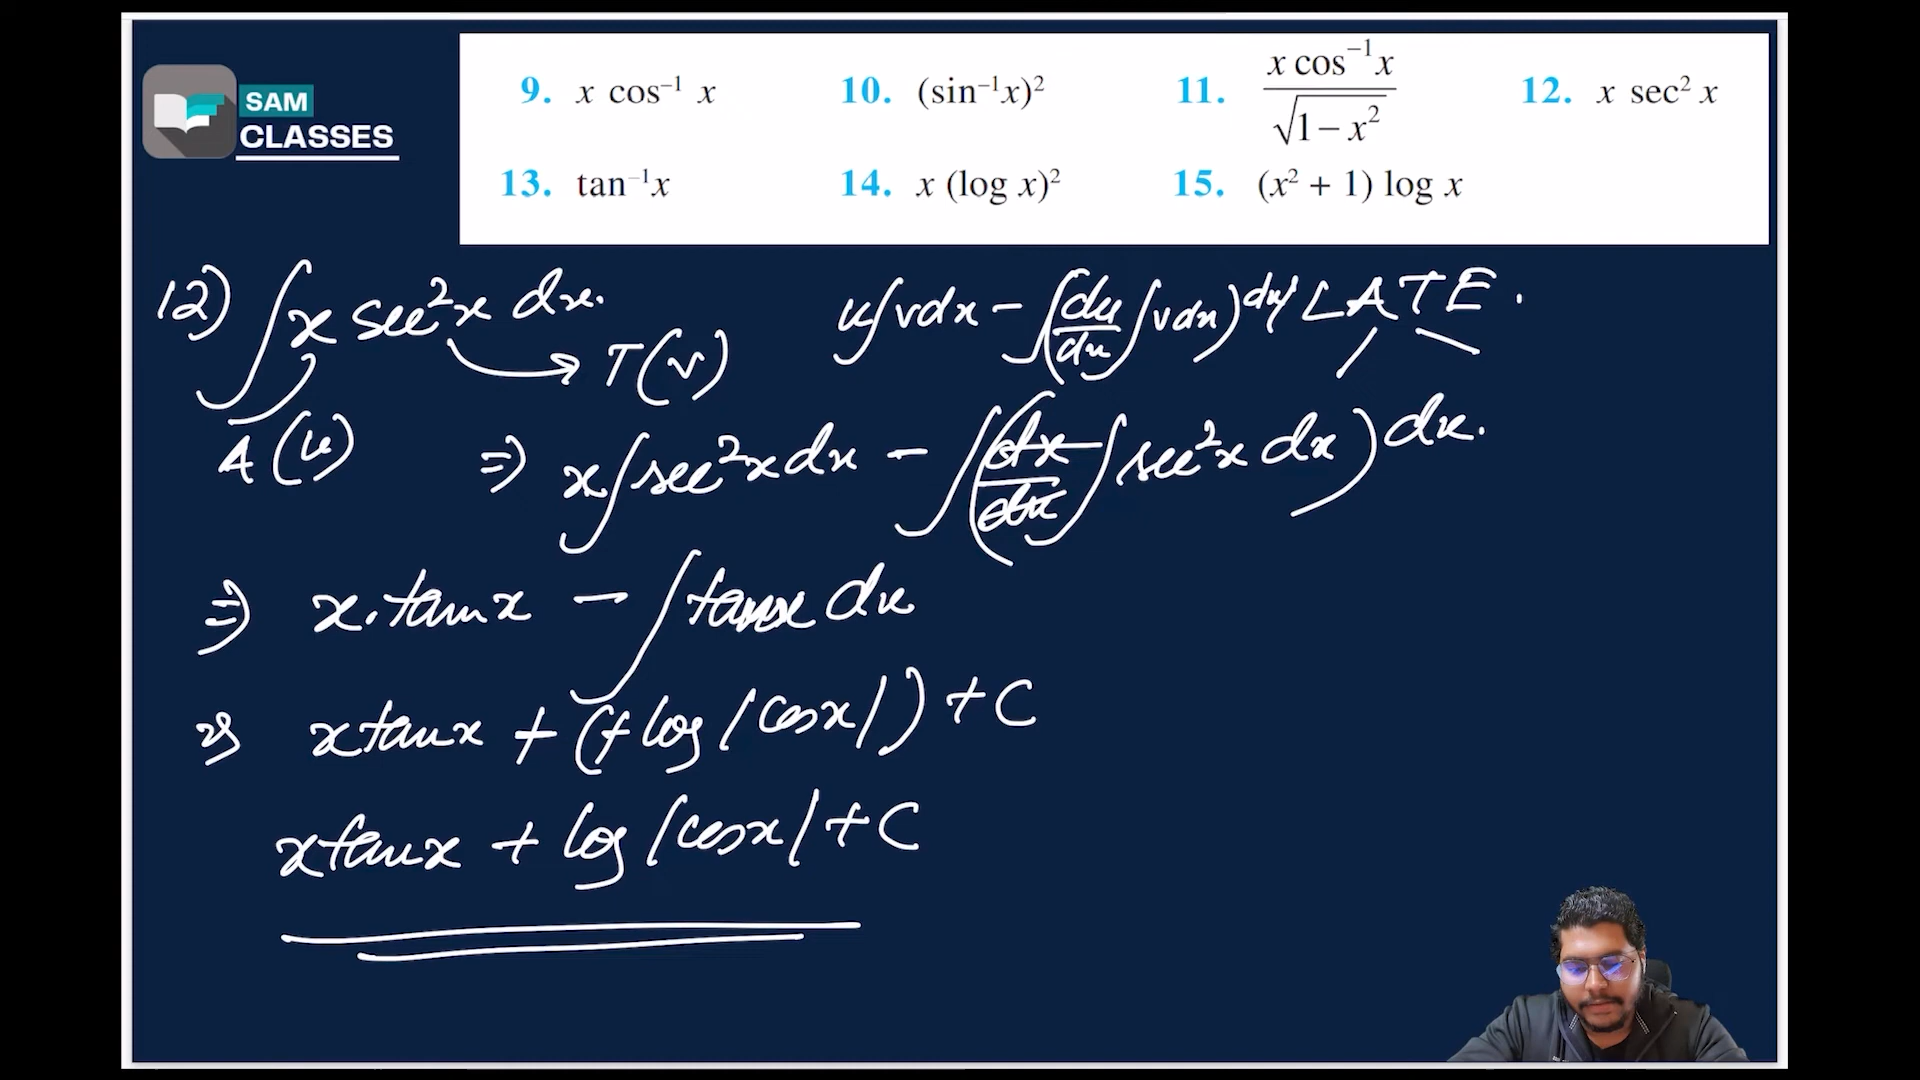 SAM
CLASSES
9. x cos⁻¹ x 10. (sin⁻¹x)² 11. x cos⁻¹x / √1 − x² 12. x sec² x
13. tan⁻¹x 14. x (log x)² 15. (x² + 1) log x
12) ∫x sec²x dx. u∫vdx − ∫(du/dx ∫vdx)dx LATE.
→ T(v)
A(u)
⇒ x∫sec²xdx − ∫(dx/dx ∫sec²x dx)dx.
⇒ x.tanx − ∫tanx dx
⇒ xtanx + (+log|cosx|) + C
xtanx + log|cosx| + C